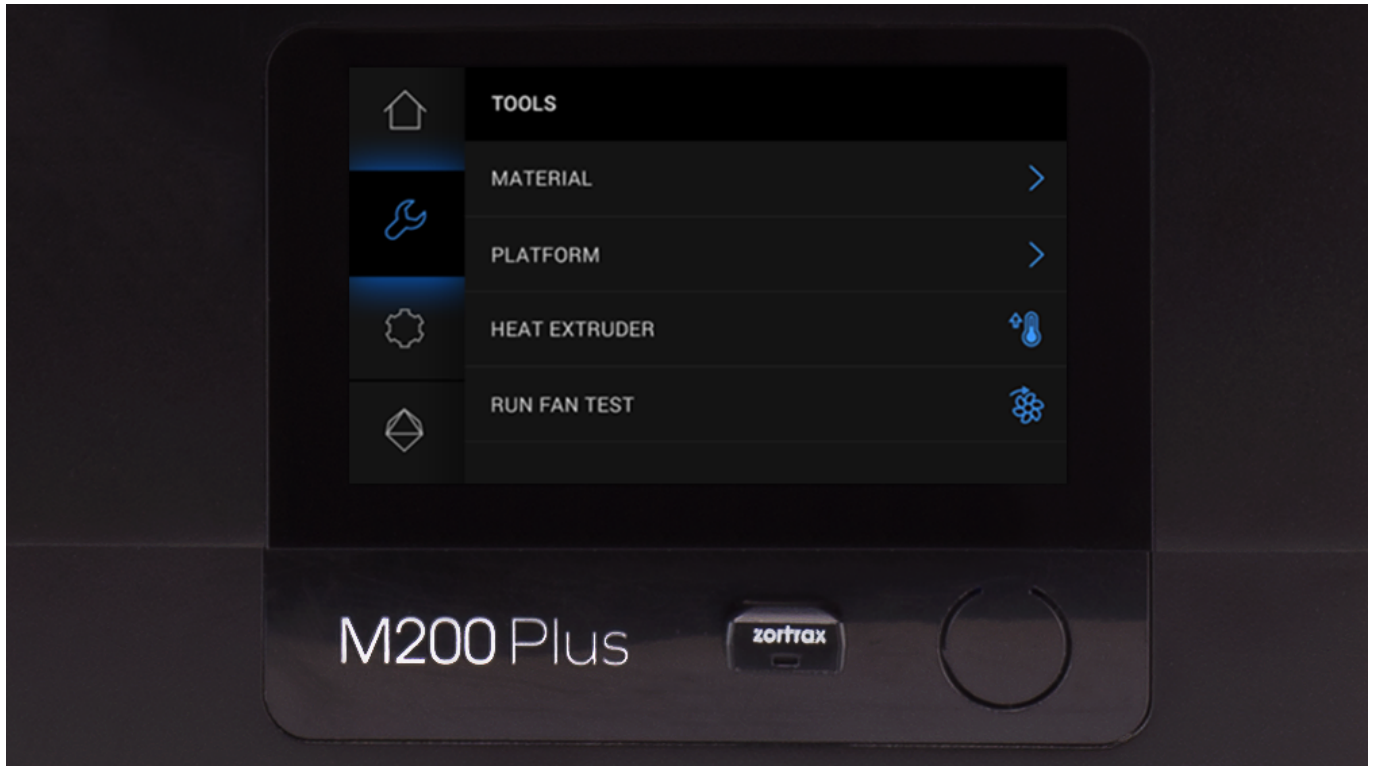 TOOLS
MATERIAL
PLATFORM
HEAT EXTRUDER
RUN FAN TEST
M200 Plus
zortrax